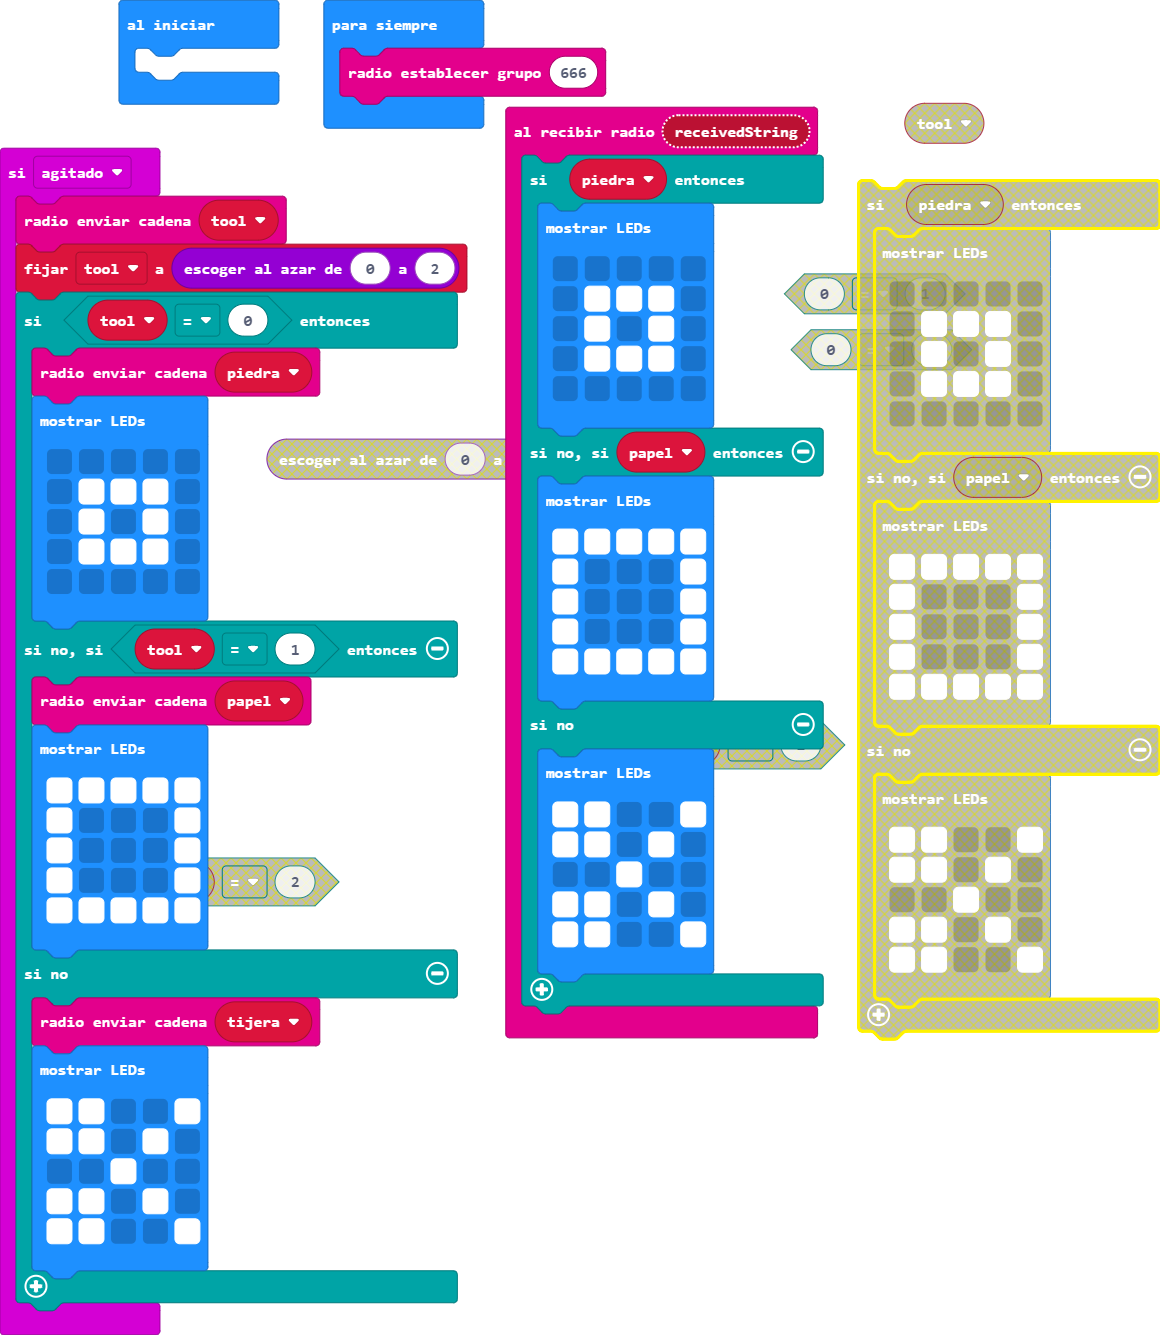 al iniciar
para siempre
radio establecer grupo 666
si agitado
radio enviar cadena tool
fijar tool a escoger al azar de 0 a 2
si tool = 0 entonces
radio enviar cadena piedra
mostrar LEDs
escoger al azar de 0 a
si no, si tool = 1 entonces
radio enviar cadena papel
mostrar LEDs
= 2
si no
radio enviar cadena tijera
mostrar LEDs
al recibir radio receivedString
si piedra entonces
mostrar LEDs
si no, si papel entonces
mostrar LEDs
si no
mostrar LEDs
tool
0 = 1
0 =
si piedra entonces
mostrar LEDs
si no, si papel entonces
mostrar LEDs
si no
mostrar LEDs